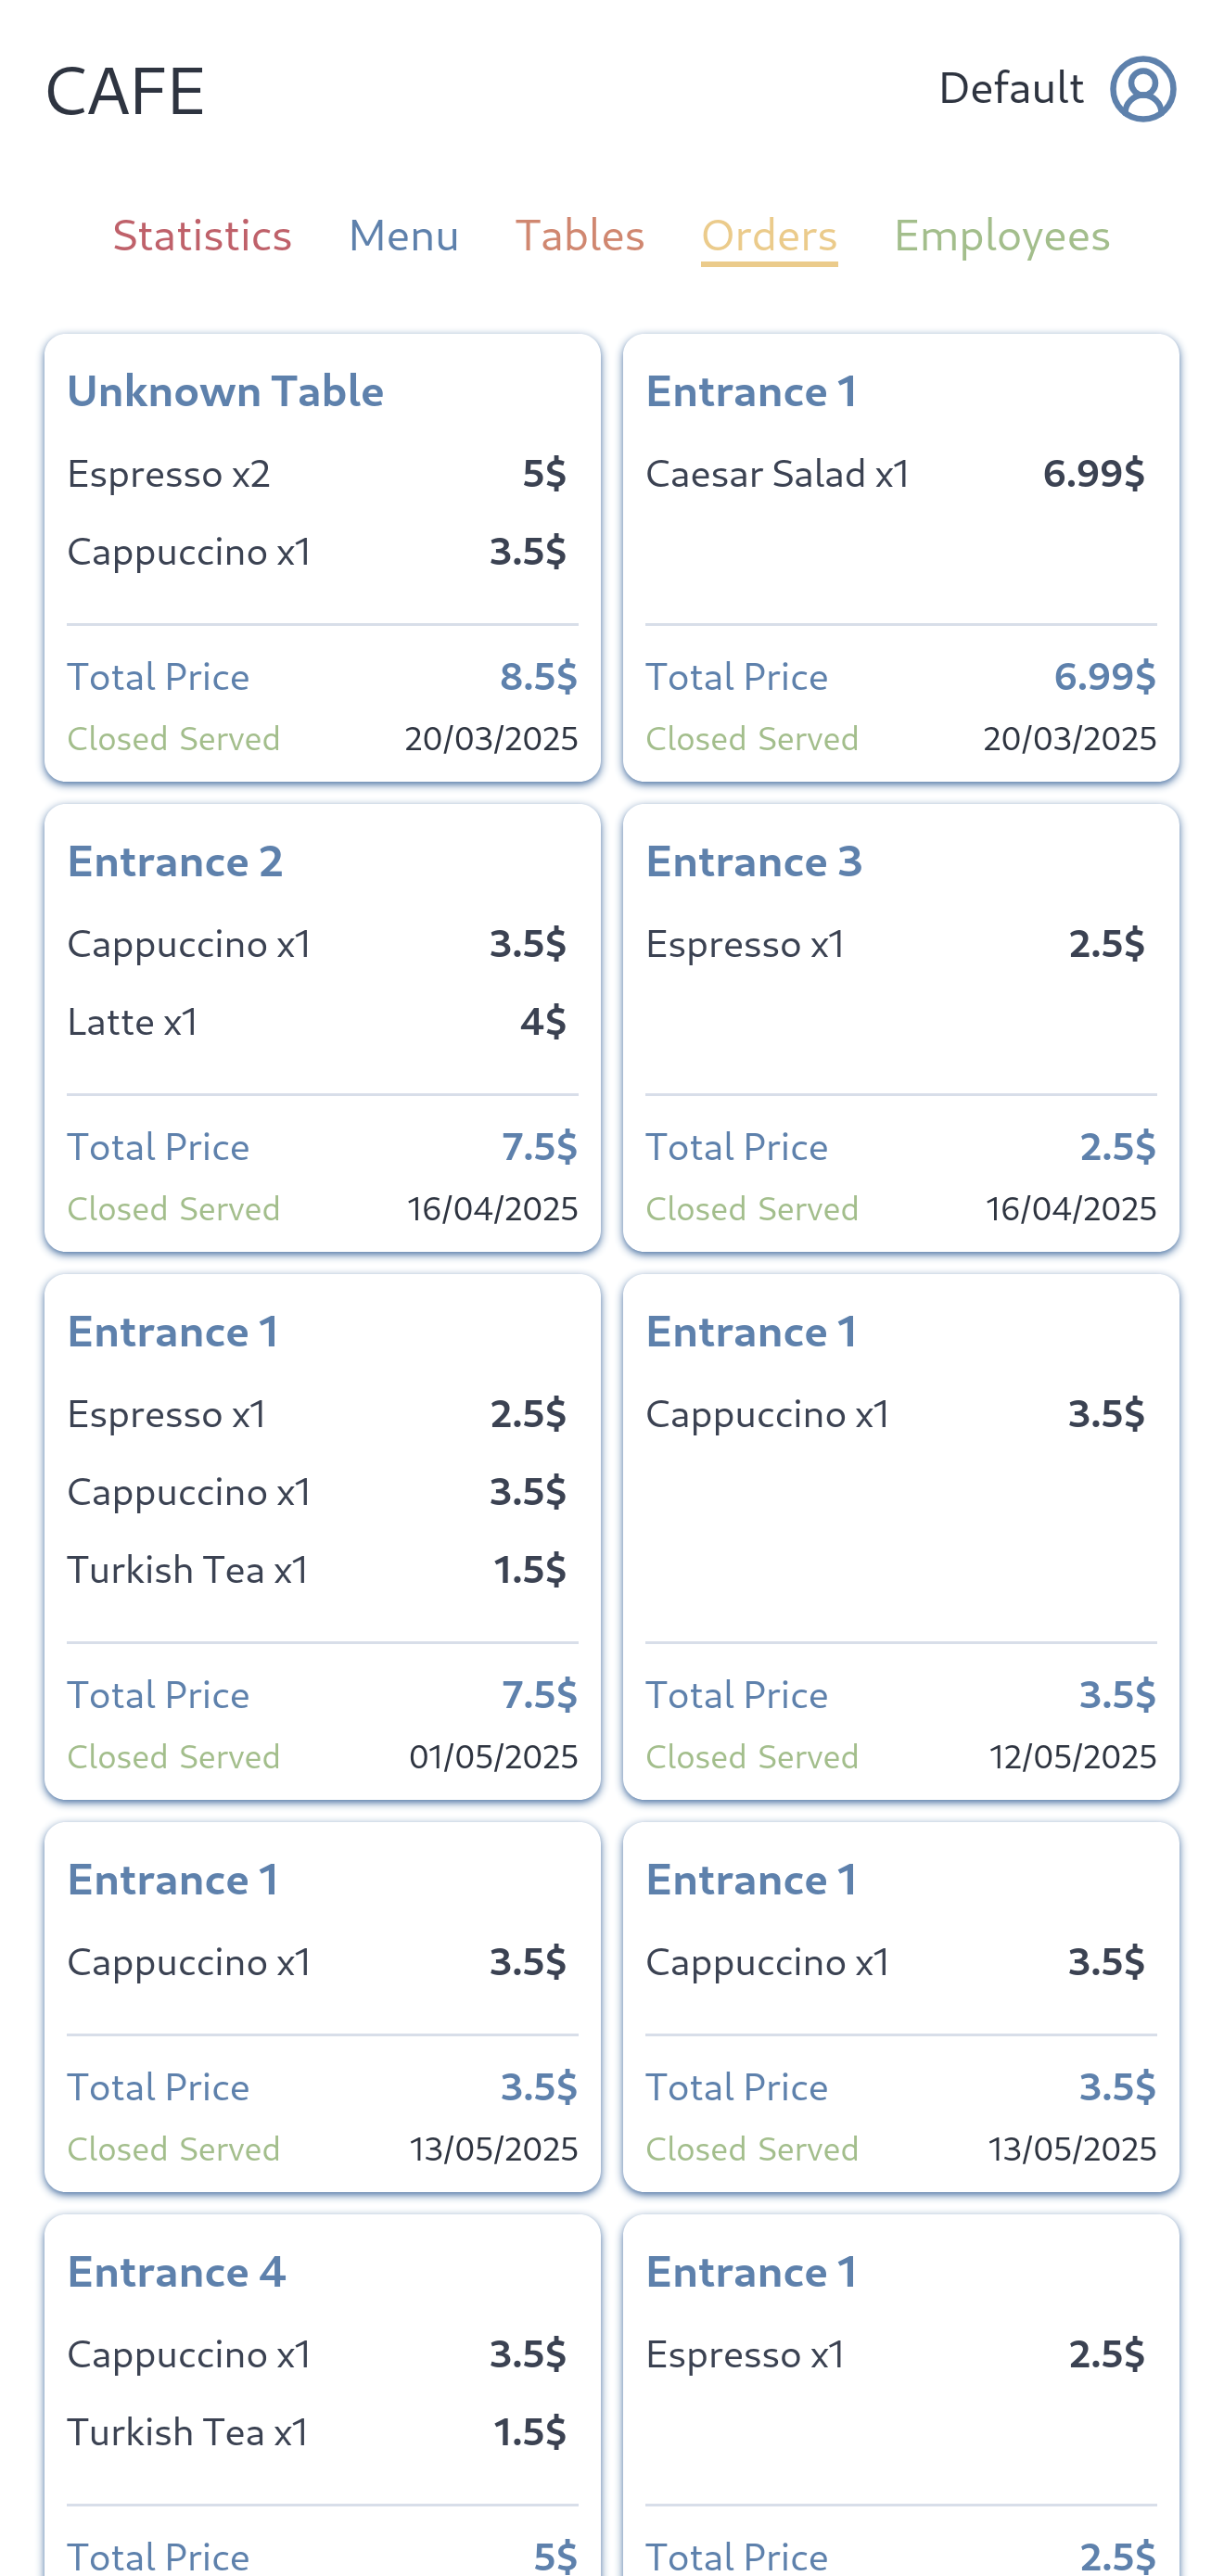 CAFE
Default
Statistics Menu Tables Orders Employees
Unknown Table
Espresso x2 5$
Cappuccino x1 3.5$
Total Price 8.5$
Closed Served 20/03/2025
Entrance 1
Caesar Salad x1 6.99$
Total Price 6.99$
Closed Served 20/03/2025
Entrance 2
Cappuccino x1 3.5$
Latte x1 4$
Total Price 7.5$
Closed Served 16/04/2025
Entrance 3
Espresso x1 2.5$
Total Price 2.5$
Closed Served 16/04/2025
Entrance 1
Espresso x1 2.5$
Cappuccino x1 3.5$
Turkish Tea x1 1.5$
Total Price 7.5$
Closed Served 01/05/2025
Entrance 1
Cappuccino x1 3.5$
Total Price 3.5$
Closed Served 12/05/2025
Entrance 1
Cappuccino x1 3.5$
Total Price 3.5$
Closed Served 13/05/2025
Entrance 1
Cappuccino x1 3.5$
Total Price 3.5$
Closed Served 13/05/2025
Entrance 4
Cappuccino x1 3.5$
Turkish Tea x1 1.5$
Total Price 5$
Entrance 1
Espresso x1 2.5$
Total Price 2.5$